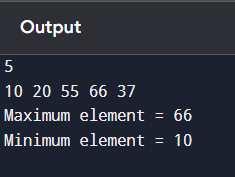 Output
5
10 20 55 66 37
Maximum element = 66
Minimum element = 10